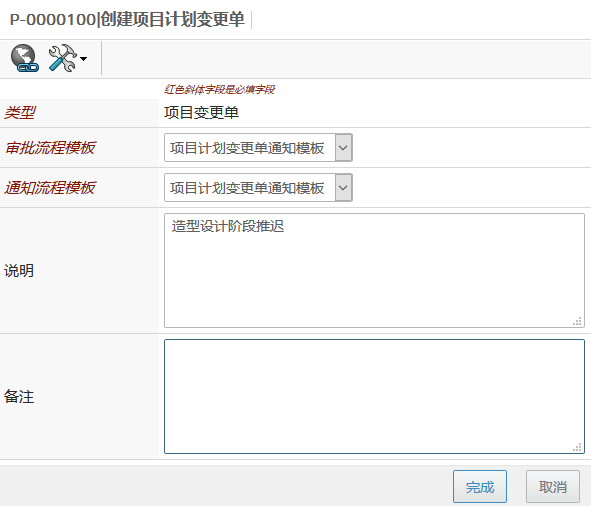 P-0000100|创建项目计划变更单
红色斜体字段是必填字段
类型 项目变更单
审批流程模板 项目计划变更单通知模板
通知流程模板 项目计划变更单通知模板
说明 造型设计阶段推迟
备注
完成 取消